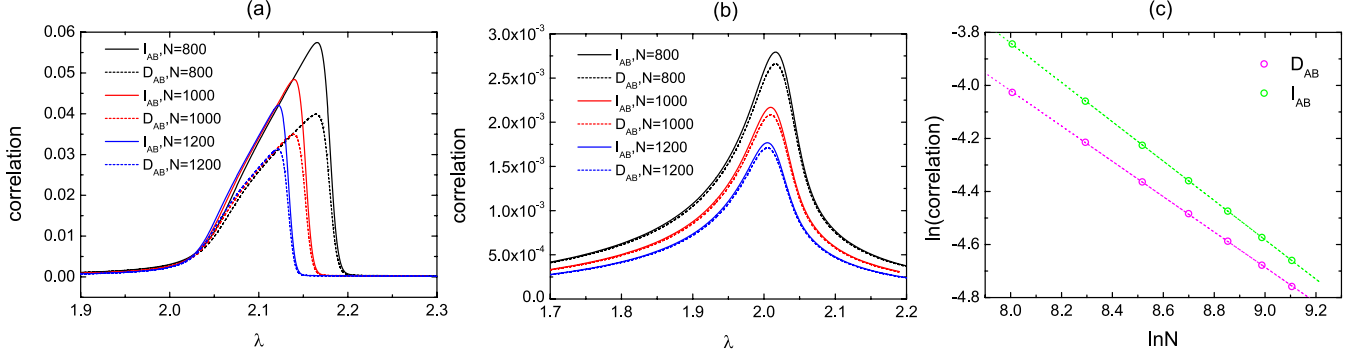 (a)
0.06
0.05
0.04
0.03
0.02
0.01
0.00
correlation
I_AB,N=800
D_AB,N=800
I_AB,N=1000
D_AB,N=1000
I_AB,N=1200
D_AB,N=1200
1.9 2.0 2.1 2.2 2.3
λ
(b)
3.0x10⁻³
2.5x10⁻³
2.0x10⁻³
1.5x10⁻³
1.0x10⁻³
5.0x10⁻⁴
0.0
correlation
I_AB,N=800
D_AB,N=800
I_AB,N=1000
D_AB,N=1000
I_AB,N=1200
D_AB,N=1200
1.7 1.8 1.9 2.0 2.1 2.2
λ
(c)
-3.8
-4.0
-4.2
-4.4
-4.6
-4.8
ln(correlation)
D_AB
I_AB
8.0 8.2 8.4 8.6 8.8 9.0 9.2
lnN